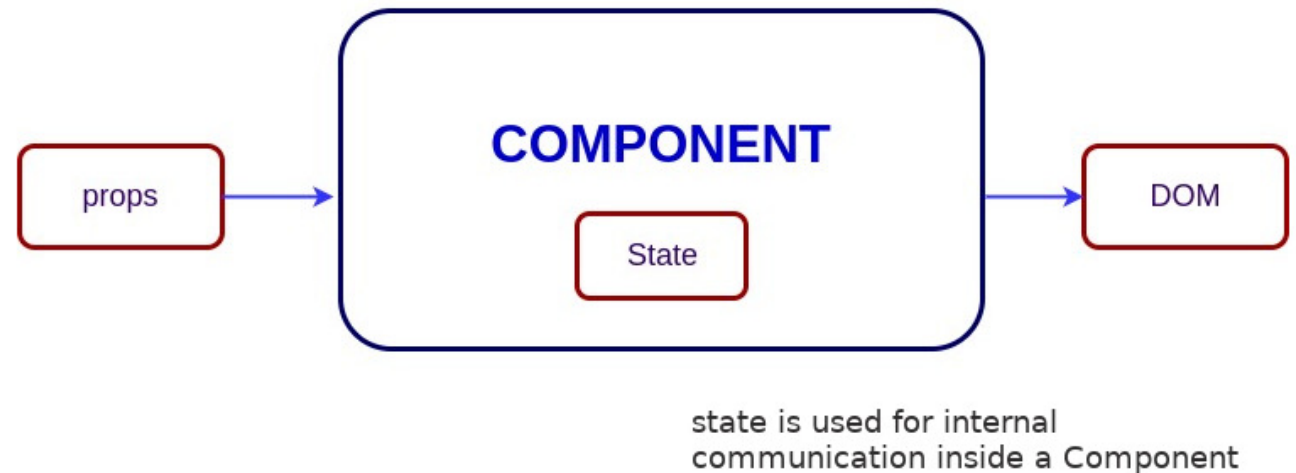 COMPONENT
props
DOM
State
state is used for internal
communication inside a Component